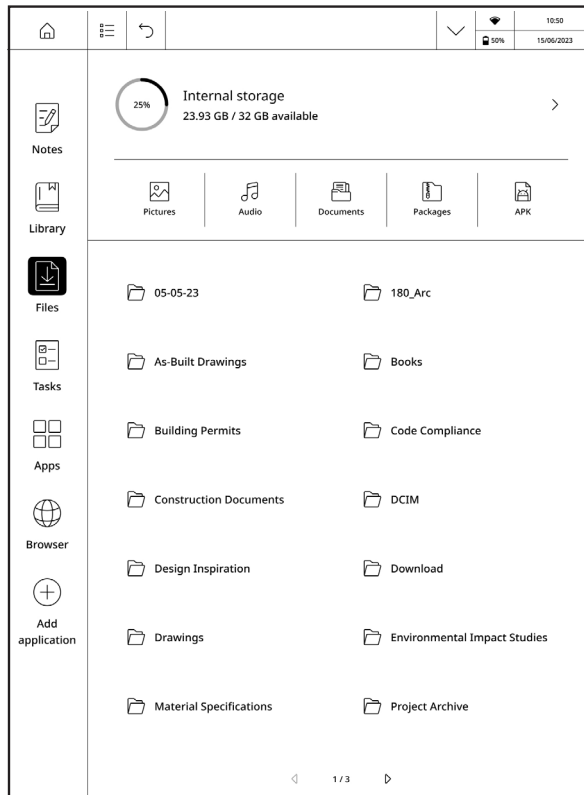 10:50
50%
15/06/2023
25%
Internal storage
23.93 GB / 32 GB available
Pictures
Audio
Documents
Packages
APK
Notes
Library
Files
Tasks
Apps
Browser
Add
application
05-05-23
180_Arc
As-Built Drawings
Books
Building Permits
Code Compliance
Construction Documents
DCIM
Design Inspiration
Download
Drawings
Environmental Impact Studies
Material Specifications
Project Archive
1 / 3